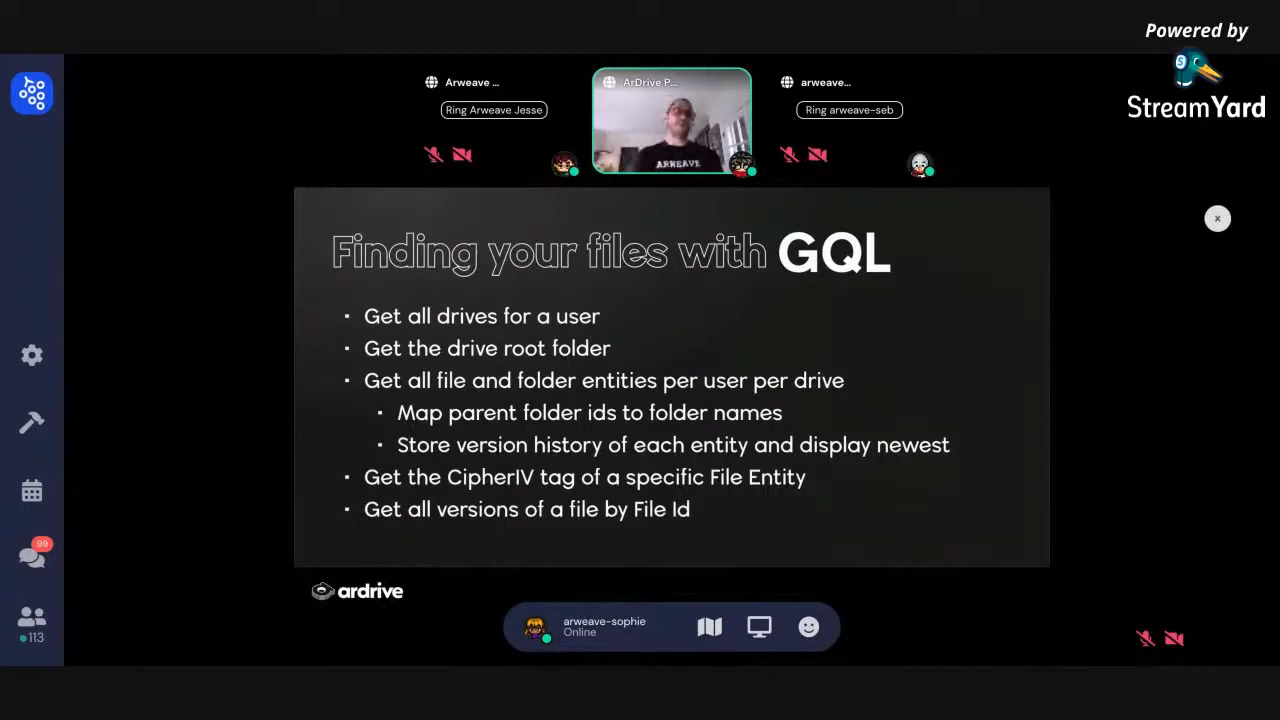 Powered by
StreamYard
Arweave ...
Ring Arweave Jesse
ArDrive P...
ARWEAVE
arweave...
Ring arweave-seb
Finding your files with GQL
▪ Get all drives for a user
▪ Get the drive root folder
▪ Get all file and folder entities per user per drive
▪ Map parent folder ids to folder names
▪ Store version history of each entity and display newest
▪ Get the CipherIV tag of a specific File Entity
▪ Get all versions of a file by File Id
ardrive
arweave-sophie
Online
99
113